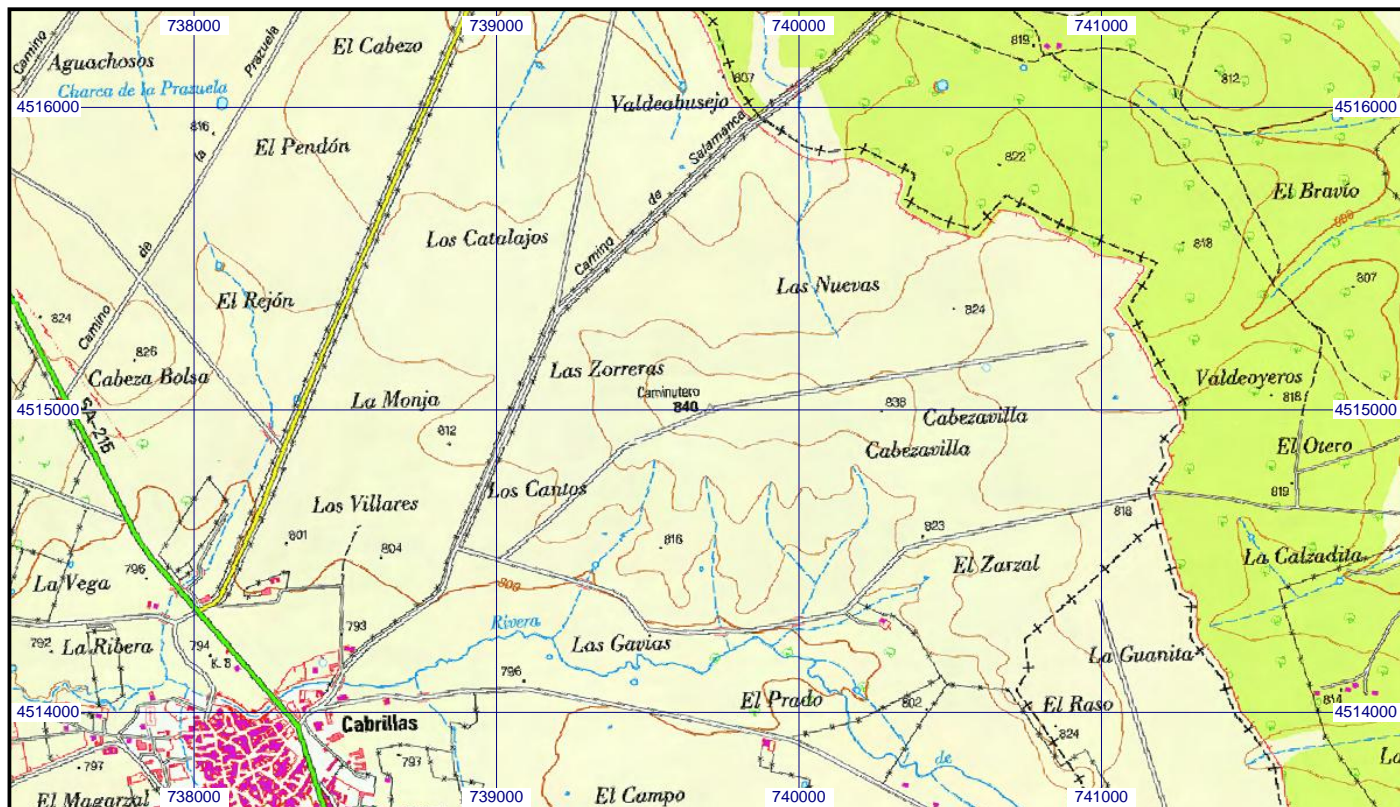 738000
739000
740000
741000
Camino
Aguachosos
Prazuela
El Cabezo
819
812
807
Charca de la Prazuela
Valdeabusejo
4516000
4516000
816
la
El Pendón
Salamanca
822
El Bravío
de
de
Los Catalajos
Camino
800
818
Las Nuevas
El Rejón
807
824
824
Camino
826
Cabeza Bolsa
Las Zorreras
Valdeoyeros
Caminutero
840
La Monja
818
4515000
4515000
838
Cabezavilla
SA-215
812
El Otero
Cabezavilla
Los Cantos
819
Los Villares
818
801
804
816
823
796
La Vega
El Zarzal
La Calzadita
800
Rivera
793
792
La Ribera
794
K. 8
Las Gavias
La Guanita
796
El Prado
802
El Raso
814
4514000
4514000
Cabrillas
824
793
797
de
La
El Magarzal
El Campo
738000
739000
740000
741000